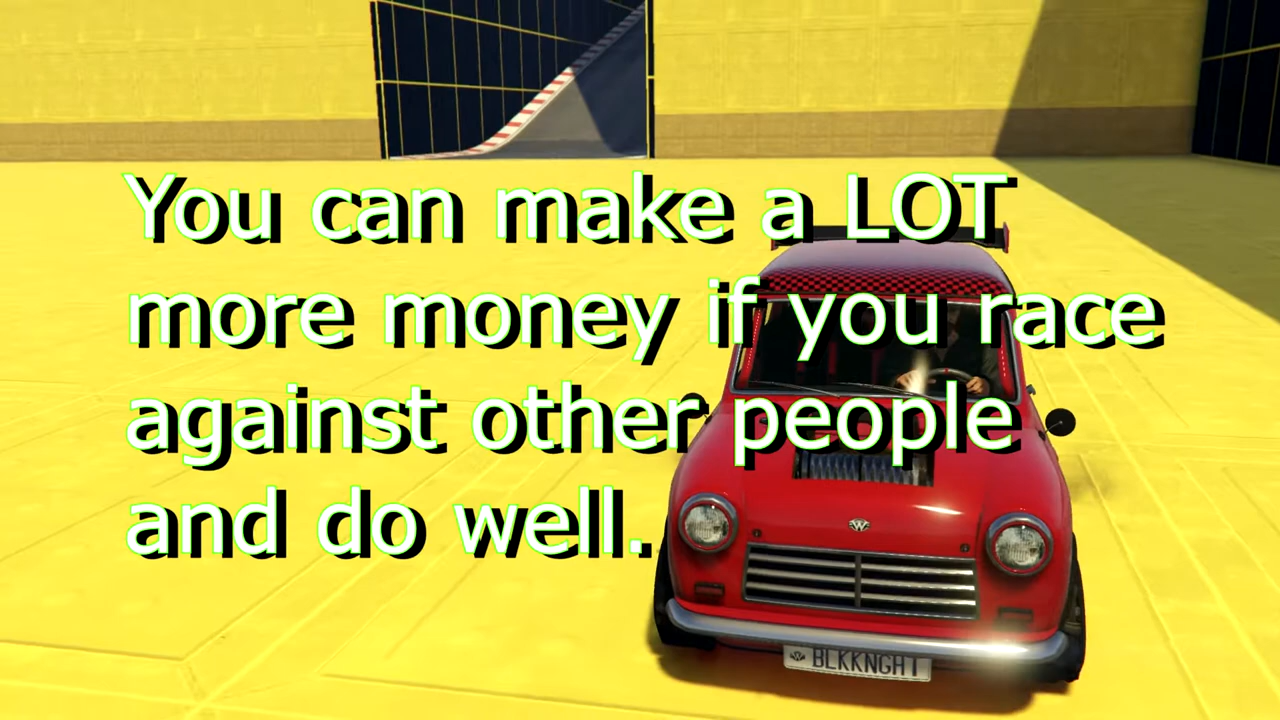 You can make a LOT
more money if you race
against other people
and do well.
BLKKNGHT